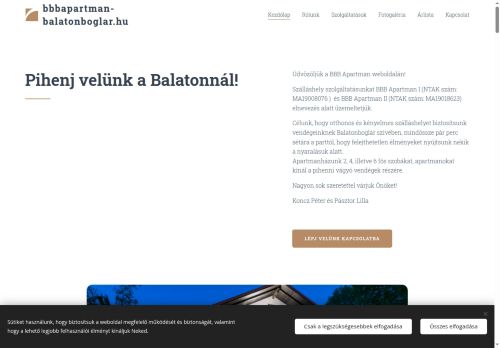 bbbapartman-
balatonboglar.hu
Kezdőlap Rólunk Szolgáltatások Fotógaléria Árlista Kapcsolat
Pihenj velünk a Balatonnál!
Üdvözöljük a BBB Apartman weboldalán!
Szálláshely szolgáltatásunkat BBB Apartman I (NTAK szám:
MA19008076 ) és BBB Apartman II (NTAK szám: MA19018623)
elnevezés alatt üzemeltetjük.
Célunk, hogy otthonos és kényelmes szálláshelyet biztosítsunk
vendégeinknek Balatonboglár szívében, mindössze pár perc
sétára a parttól, hogy felejthetetlen élményeket nyújtsunk nekik
a nyaralásuk alatt.
Apartmanházunk 2, 4, illetve 6 fős szobákat, apartmanokat
kínál a pihenni vágyó vendégek részére.
Nagyon sok szeretettel várjuk Önöket!
Koncz Péter és Pásztor Lilla
LÉPJ VELÜNK KAPCSOLATBA
Sütiket használunk, hogy biztosítsuk a weboldal megfelelő működését és biztonságát, valamint
hogy a lehető legjobb felhasználói élményt kínáljuk Neked.
Csak a legszükségesebbek elfogadása
Összes elfogadása